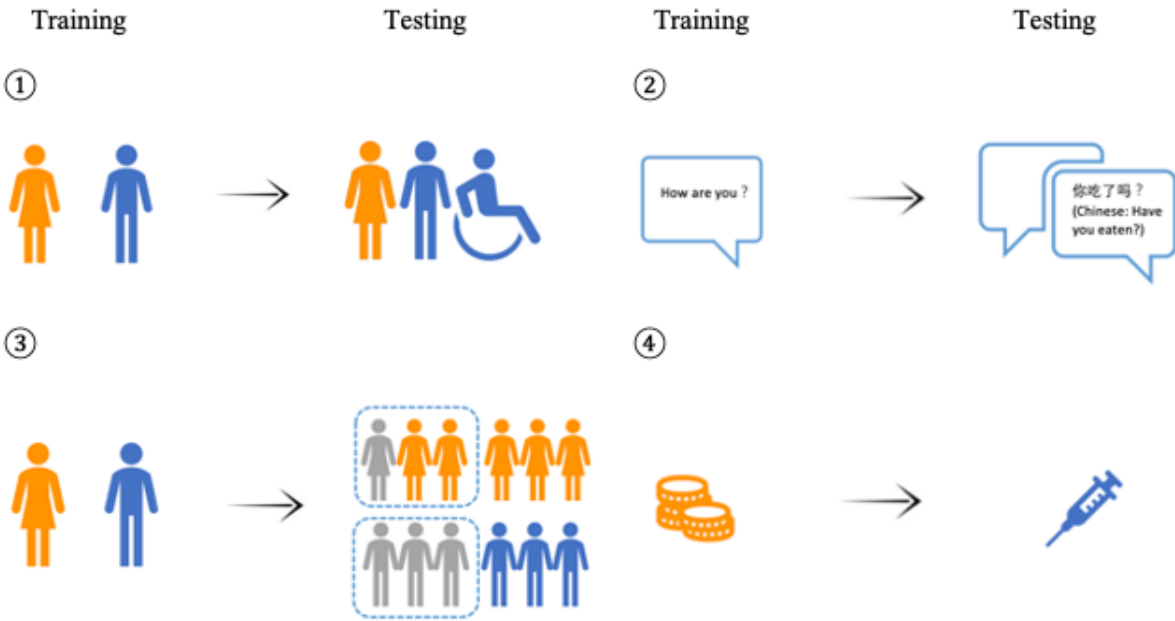 Training
Testing
Training
Testing
①
②
How are you？
你吃了吗？
(Chinese: Have
you eaten?)
③
④